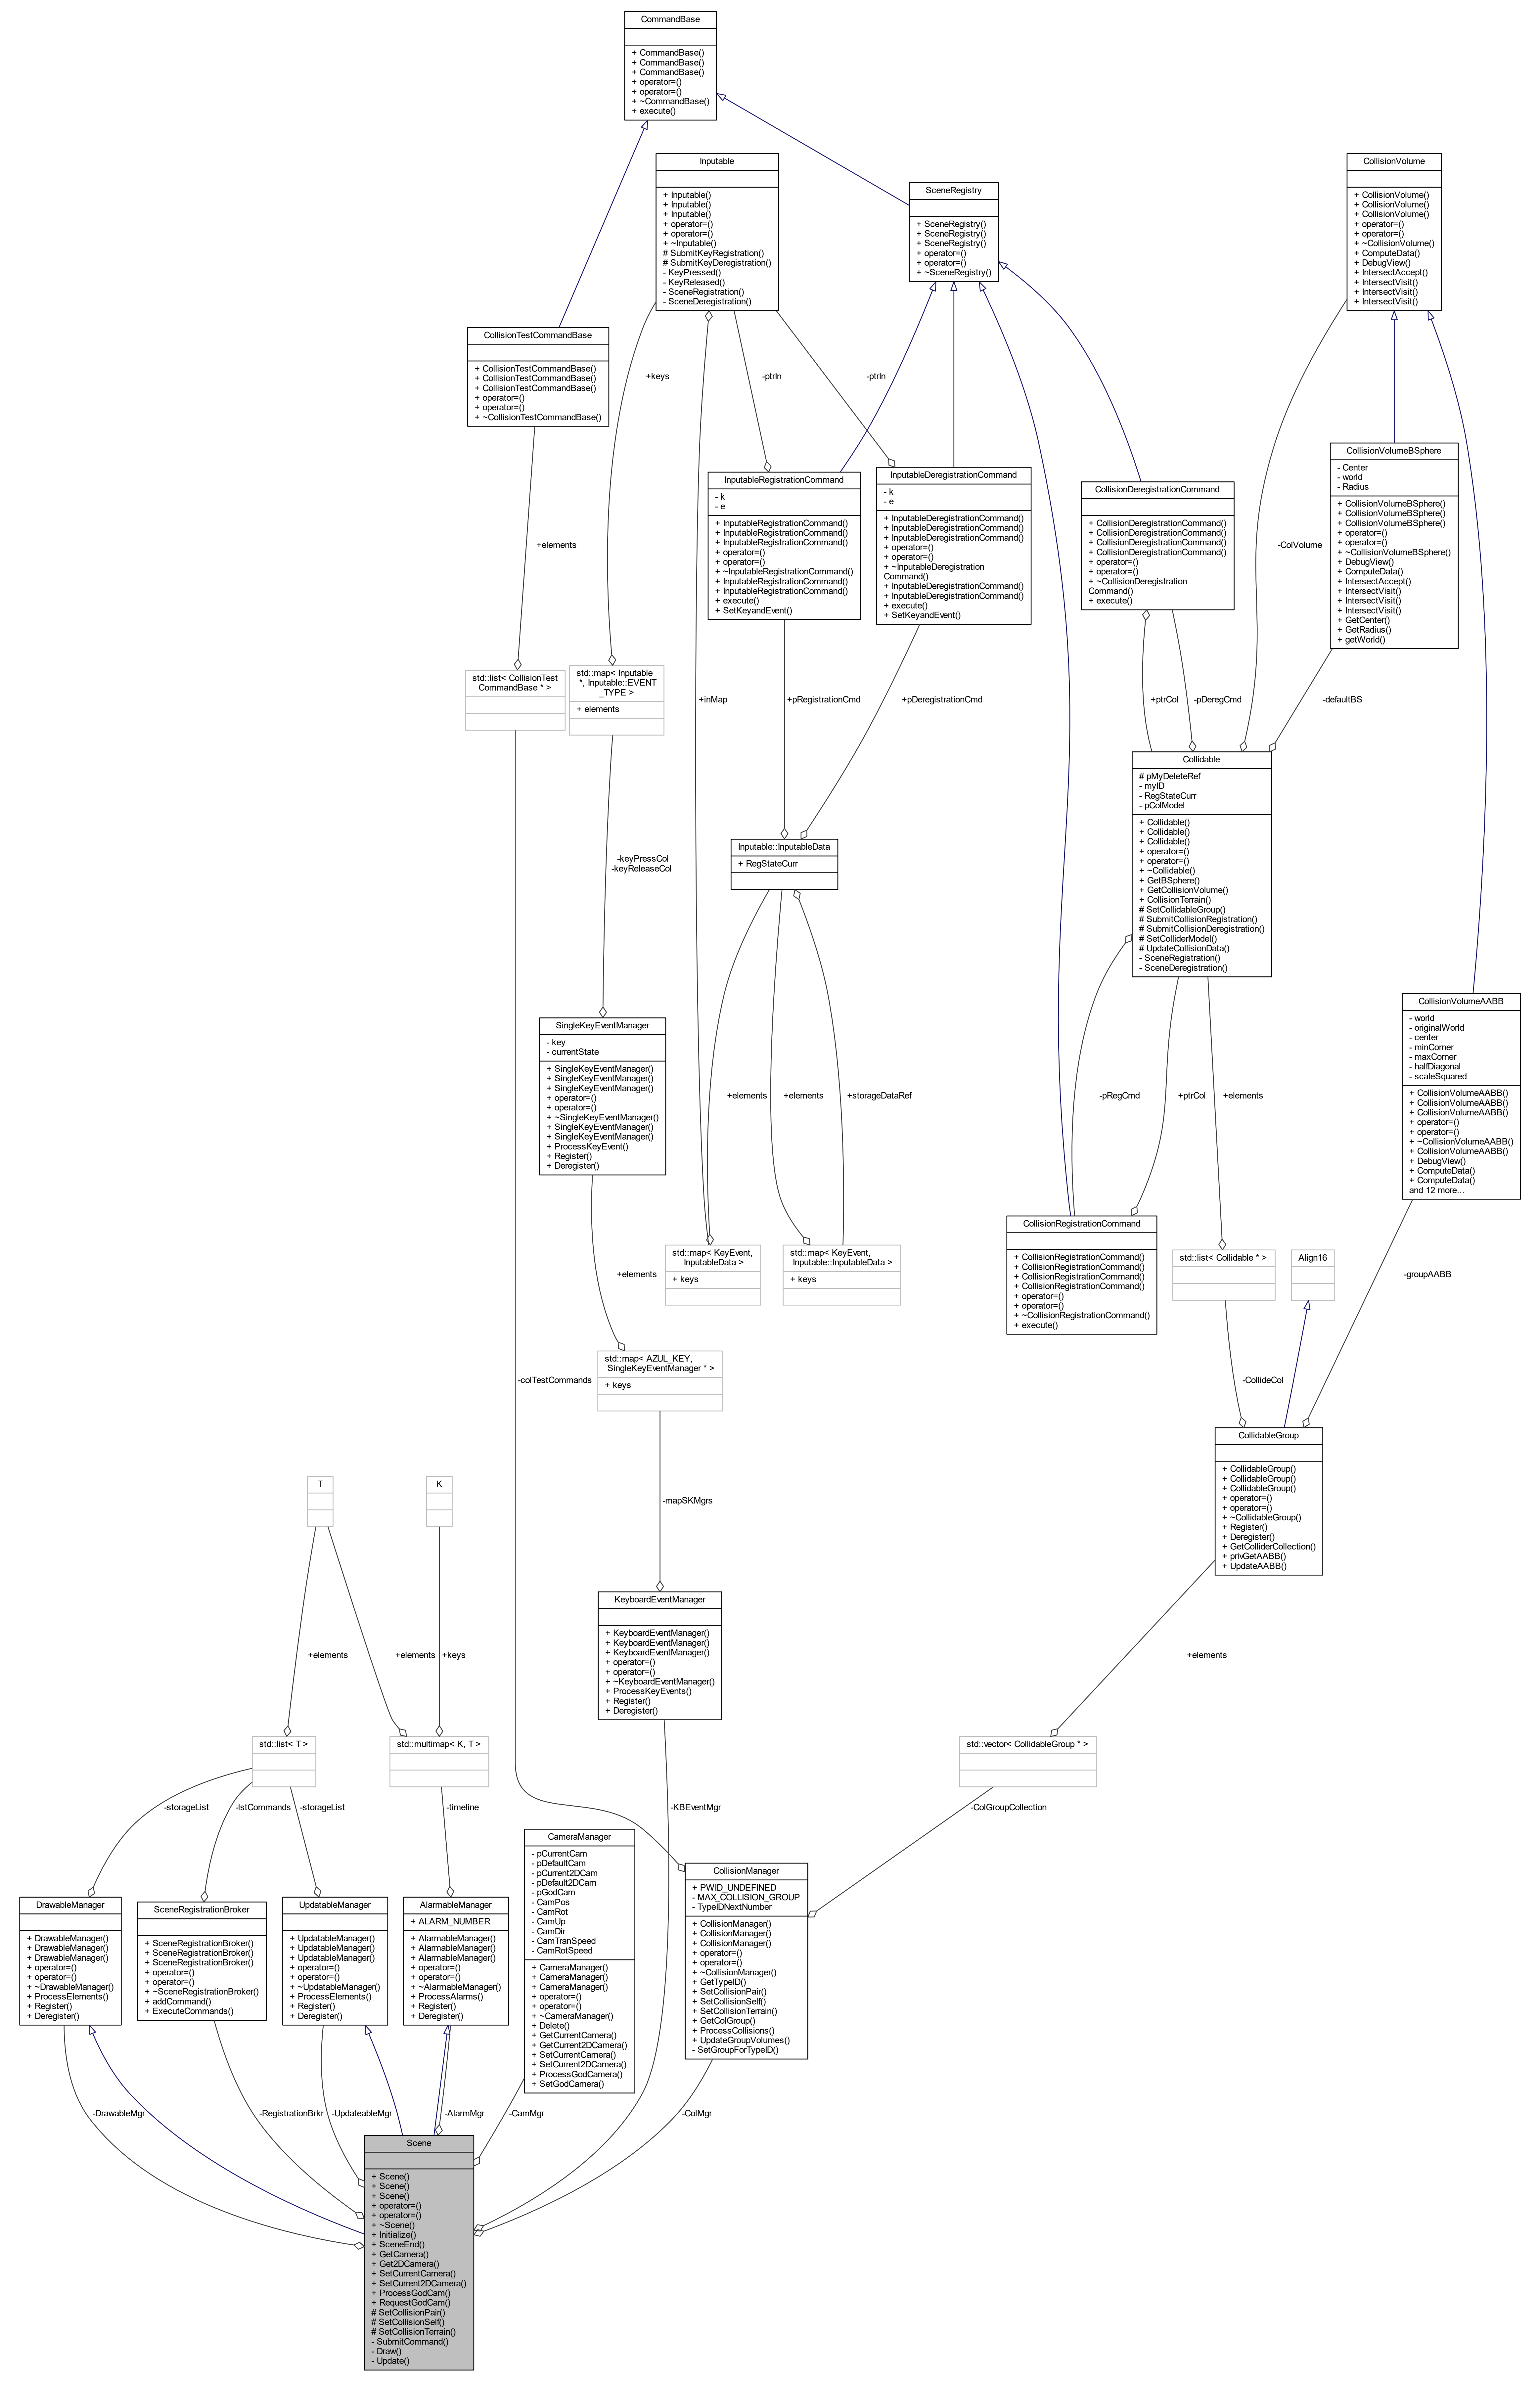 CommandBase
+ CommandBase()
+ CommandBase()
+ CommandBase()
+ operator=()
+ operator=()
+ ~CommandBase()
+ execute()
Inputable
+ Inputable()
+ Inputable()
+ Inputable()
+ operator=()
+ operator=()
+ ~Inputable()
# SubmitKeyRegistration()
# SubmitKeyDeregistration()
- KeyPressed()
- KeyReleased()
- SceneRegistration()
- SceneDeregistration()
SceneRegistry
+ SceneRegistry()
+ SceneRegistry()
+ SceneRegistry()
+ operator=()
+ operator=()
+ ~SceneRegistry()
CollisionVolume
+ CollisionVolume()
+ CollisionVolume()
+ CollisionVolume()
+ operator=()
+ operator=()
+ ~CollisionVolume()
+ ComputeData()
+ DebugView()
+ IntersectAccept()
+ IntersectVisit()
+ IntersectVisit()
+ IntersectVisit()
CollisionTestCommandBase
+ CollisionTestCommandBase()
+ CollisionTestCommandBase()
+ CollisionTestCommandBase()
+ operator=()
+ operator=()
+ ~CollisionTestCommandBase()
+keys
-ptrIn
-ptrIn
InputableRegistrationCommand
- k
- e
+ InputableRegistrationCommand()
+ InputableRegistrationCommand()
+ InputableRegistrationCommand()
+ operator=()
+ operator=()
+ ~InputableRegistrationCommand()
+ InputableRegistrationCommand()
+ InputableRegistrationCommand()
+ execute()
+ SetKeyandEvent()
InputableDeregistrationCommand
- k
- e
+ InputableDeregistrationCommand()
+ InputableDeregistrationCommand()
+ InputableDeregistrationCommand()
+ operator=()
+ operator=()
+ ~InputableDeregistration
Command()
+ InputableDeregistrationCommand()
+ InputableDeregistrationCommand()
+ execute()
+ SetKeyandEvent()
CollisionDeregistrationCommand
+ CollisionDeregistrationCommand()
+ CollisionDeregistrationCommand()
+ CollisionDeregistrationCommand()
+ CollisionDeregistrationCommand()
+ operator=()
+ operator=()
+ ~CollisionDeregistration
Command()
+ execute()
-ColVolume
CollisionVolumeBSphere
- Center
- world
- Radius
+ CollisionVolumeBSphere()
+ CollisionVolumeBSphere()
+ CollisionVolumeBSphere()
+ operator=()
+ operator=()
+ ~CollisionVolumeBSphere()
+ DebugView()
+ ComputeData()
+ IntersectAccept()
+ IntersectVisit()
+ IntersectVisit()
+ IntersectVisit()
+ GetCenter()
+ GetRadius()
+ getWorld()
+elements
std::list< CollisionTest
CommandBase * >
std::map< Inputable
*, Inputable::EVENT
_TYPE >
+ elements
+inMap
+pRegistrationCmd
+pDeregistrationCmd
+ptrCol
-pDeregCmd
-defaultBS
Collidable
# pMyDeleteRef
- myID
- RegStateCurr
- pColModel
+ Collidable()
+ Collidable()
+ Collidable()
+ operator=()
+ operator=()
+ ~Collidable()
+ GetBSphere()
+ GetCollisionVolume()
+ CollisionTerrain()
# SetCollidableGroup()
# SubmitCollisionRegistration()
# SubmitCollisionDeregistration()
# SetColliderModel()
# UpdateCollisionData()
- SceneRegistration()
- SceneDeregistration()
-keyPressCol
-keyReleaseCol
Inputable::InputableData
+ RegStateCurr
CollisionVolumeAABB
- world
- originalWorld
- center
- minCorner
- maxCorner
- halfDiagonal
- scaleSquared
+ CollisionVolumeAABB()
+ CollisionVolumeAABB()
+ CollisionVolumeAABB()
+ operator=()
+ operator=()
+ ~CollisionVolumeAABB()
+ CollisionVolumeAABB()
+ DebugView()
+ ComputeData()
+ ComputeData()
and 12 more...
SingleKeyEventManager
- key
- currentState
+ SingleKeyEventManager()
+ SingleKeyEventManager()
+ SingleKeyEventManager()
+ operator=()
+ operator=()
+ ~SingleKeyEventManager()
+ SingleKeyEventManager()
+ SingleKeyEventManager()
+ ProcessKeyEvent()
+ Register()
+ Deregister()
+elements
+elements
+storageDataRef
-pRegCmd
+ptrCol
+elements
+elements
std::map< KeyEvent,
InputableData >
+ keys
std::map< KeyEvent,
Inputable::InputableData >
+ keys
CollisionRegistrationCommand
+ CollisionRegistrationCommand()
+ CollisionRegistrationCommand()
+ CollisionRegistrationCommand()
+ CollisionRegistrationCommand()
+ operator=()
+ operator=()
+ ~CollisionRegistrationCommand()
+ execute()
std::list< Collidable * >
Align16
-groupAABB
-colTestCommands
std::map< AZUL_KEY,
SingleKeyEventManager * >
+ keys
-CollideCol
CollidableGroup
+ CollidableGroup()
+ CollidableGroup()
+ CollidableGroup()
+ operator=()
+ operator=()
+ ~CollidableGroup()
+ Register()
+ Deregister()
+ GetColliderCollection()
+ privGetAABB()
+ UpdateAABB()
T
K
-mapSKMgrs
KeyboardEventManager
+ KeyboardEventManager()
+ KeyboardEventManager()
+ KeyboardEventManager()
+ operator=()
+ operator=()
+ ~KeyboardEventManager()
+ ProcessKeyEvents()
+ Register()
+ Deregister()
+elements
+elements
+keys
+elements
std::list< T >
std::multimap< K, T >
std::vector< CollidableGroup * >
-storageList
-lstCommands
-storageList
-timeline
-KBEventMgr
-ColGroupCollection
CameraManager
- pCurrentCam
- pDefaultCam
- pCurrent2DCam
- pDefault2DCam
- pGodCam
- CamPos
- CamRot
- CamUp
- CamDir
- CamTranSpeed
- CamRotSpeed
+ CameraManager()
+ CameraManager()
+ CameraManager()
+ operator=()
+ operator=()
+ ~CameraManager()
+ Delete()
+ GetCurrentCamera()
+ GetCurrent2DCamera()
+ SetCurrentCamera()
+ SetCurrent2DCamera()
+ ProcessGodCamera()
+ SetGodCamera()
CollisionManager
+ PWID_UNDEFINED
- MAX_COLLISION_GROUP
- TypeIDNextNumber
+ CollisionManager()
+ CollisionManager()
+ CollisionManager()
+ operator=()
+ operator=()
+ ~CollisionManager()
+ GetTypeID()
+ SetCollisionPair()
+ SetCollisionSelf()
+ SetCollisionTerrain()
+ GetColGroup()
+ ProcessCollisions()
+ UpdateGroupVolumes()
- SetGroupForTypeID()
DrawableManager
+ DrawableManager()
+ DrawableManager()
+ DrawableManager()
+ operator=()
+ operator=()
+ ~DrawableManager()
+ ProcessElements()
+ Register()
+ Deregister()
SceneRegistrationBroker
+ SceneRegistrationBroker()
+ SceneRegistrationBroker()
+ SceneRegistrationBroker()
+ operator=()
+ operator=()
+ ~SceneRegistrationBroker()
+ addCommand()
+ ExecuteCommands()
UpdatableManager
+ UpdatableManager()
+ UpdatableManager()
+ UpdatableManager()
+ operator=()
+ operator=()
+ ~UpdatableManager()
+ ProcessElements()
+ Register()
+ Deregister()
AlarmableManager
+ ALARM_NUMBER
+ AlarmableManager()
+ AlarmableManager()
+ AlarmableManager()
+ operator=()
+ operator=()
+ ~AlarmableManager()
+ ProcessAlarms()
+ Register()
+ Deregister()
-DrawableMgr
-RegistrationBrkr
-UpdateableMgr
-AlarmMgr
-CamMgr
-ColMgr
Scene
+ Scene()
+ Scene()
+ Scene()
+ operator=()
+ operator=()
+ ~Scene()
+ Initialize()
+ SceneEnd()
+ GetCamera()
+ Get2DCamera()
+ SetCurrentCamera()
+ SetCurrent2DCamera()
+ ProcessGodCam()
+ RequestGodCam()
# SetCollisionPair()
# SetCollisionSelf()
# SetCollisionTerrain()
- SubmitCommand()
- Draw()
- Update()